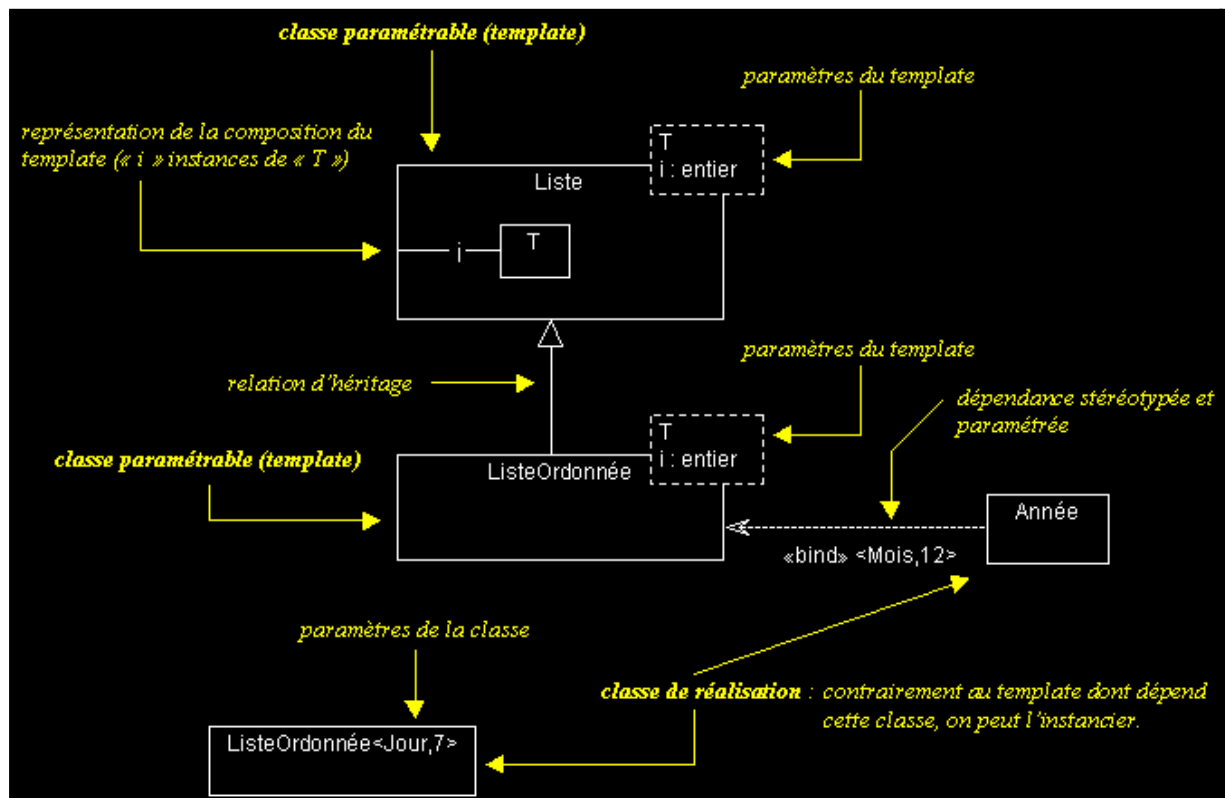 classe paramétrable (template)
paramètres du template
représentation de la composition du
template (« i » instances de « T »)
T
i : entier
Liste
T
i
paramètres du template
relation d'héritage
dépendance stéréotypée et
paramétrée
T
i : entier
classe paramétrable (template)
ListeOrdonnée
Année
«bind» <Mois,12>
paramètres de la classe
classe de réalisation : contrairement au template dont dépend
cette classe, on peut l'instancier.
ListeOrdonnée<Jour,7>